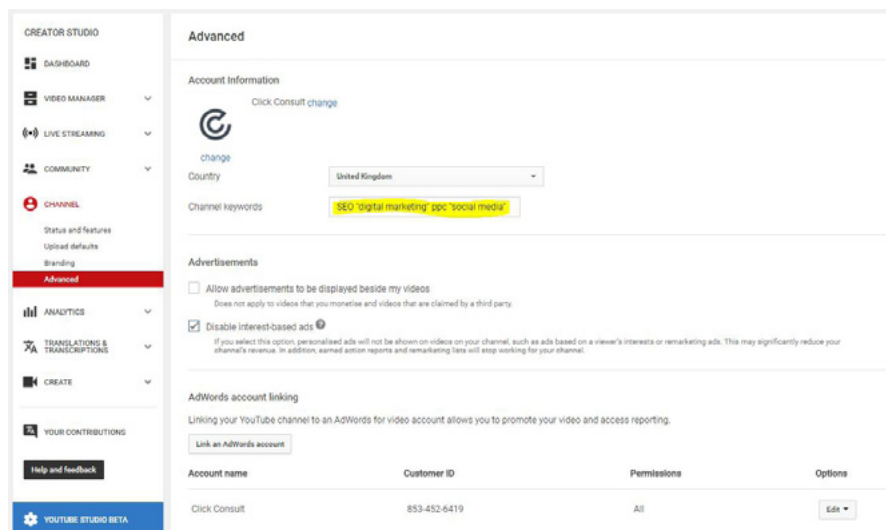 CREATOR STUDIO
DASHBOARD
VIDEO MANAGER
LIVE STREAMING
COMMUNITY
CHANNEL
Status and features
Upload defaults
Branding
Advanced
ANALYTICS
TRANSLATIONS &
TRANSCRIPTIONS
CREATE
YOUR CONTRIBUTIONS
Help and feedback
YOUTUBE STUDIO BETA
Advanced
Account Information
Click Consult change
change
Country United Kingdom
Channel keywords SEO "digital marketing" ppc "social media"
Advertisements
Allow advertisements to be displayed beside my videos
Does not apply to videos that you monetise and videos that are claimed by a third party.
Disable interest-based ads ?
If you select this option, personalised ads will not be shown on videos on your channel, such as ads based on a viewer's interests or remarketing ads. This may significantly reduce your
channel's revenue. In addition, earned action reports and remarketing lists will stop working for your channel.
AdWords account linking
Linking your YouTube channel to an AdWords for video account allows you to promote your video and access reporting.
Link an AdWords account
Account name Customer ID Permissions Options
Click Consult 853-452-6419 All Edit